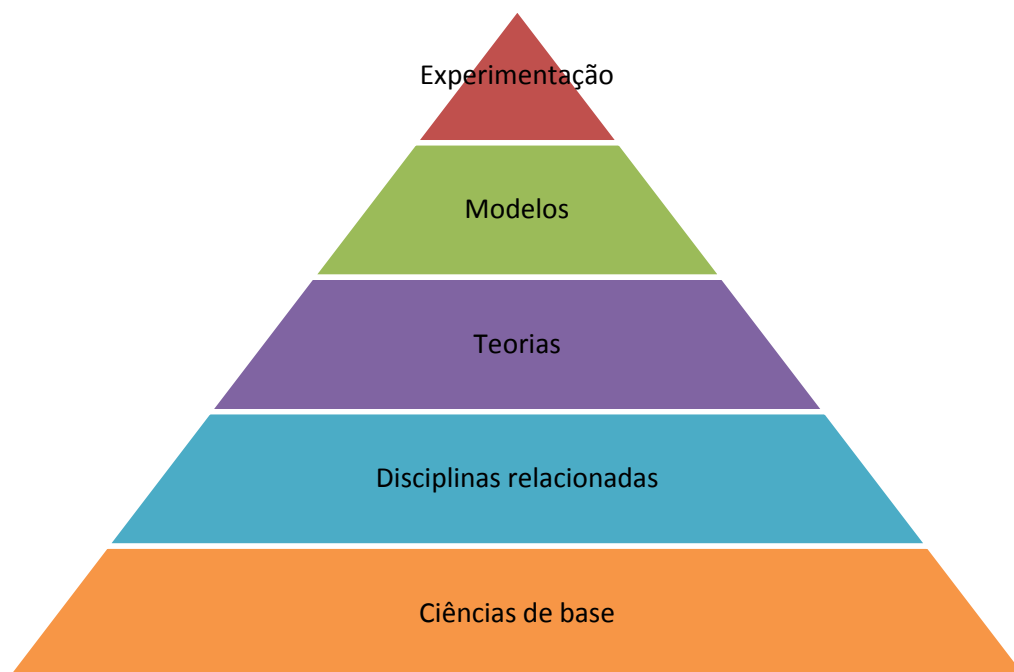 Experimentação
Modelos
Teorias
Disciplinas relacionadas
Ciências de base